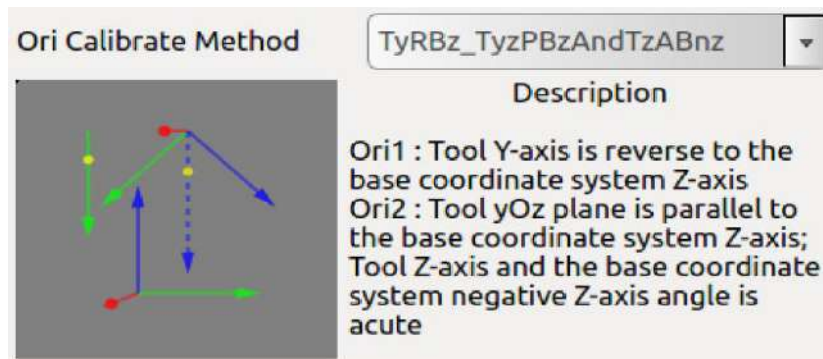 Ori Calibrate Method
TyRBz_TyzPBzAndTzABnz
Description
Ori1 : Tool Y-axis is reverse to the
base coordinate system Z-axis
Ori2 : Tool yOz plane is parallel to
the base coordinate system Z-axis;
Tool Z-axis and the base coordinate
system negative Z-axis angle is
acute